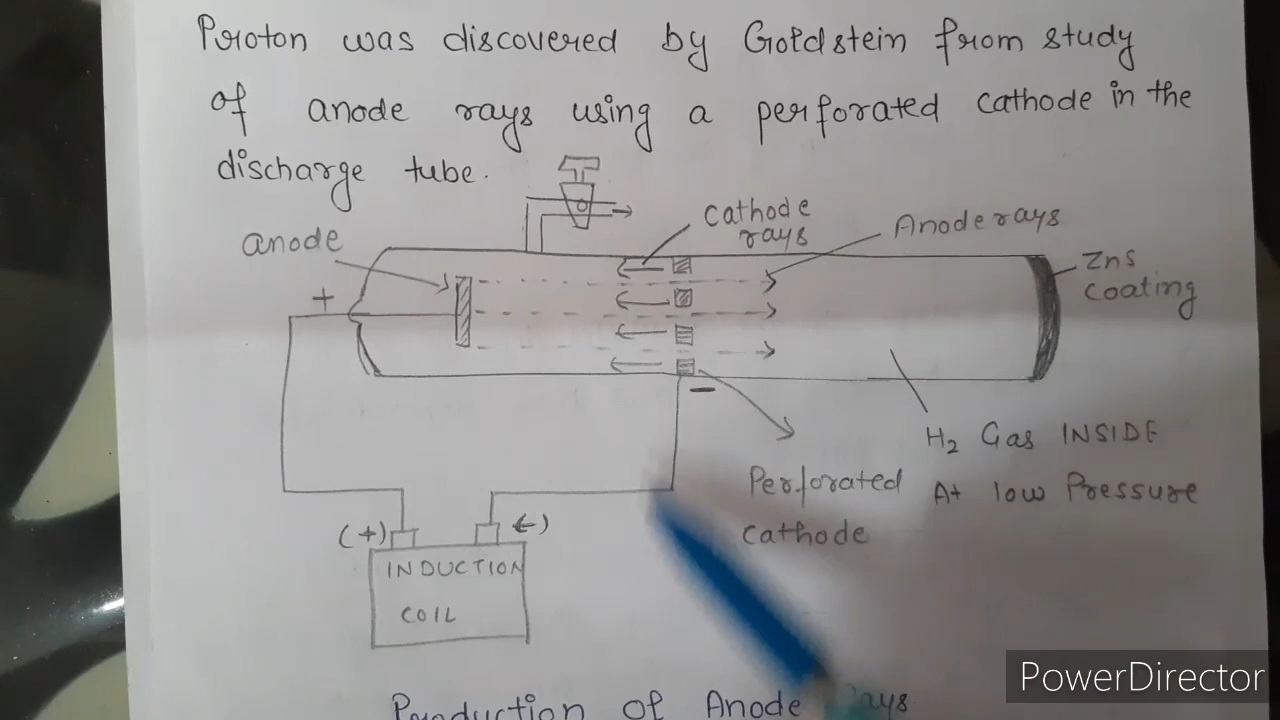 Proton was discovered by Goldstein from study
of anode rays using a perforated cathode in the
discharge tube.
anode
cathode
rays
Anode rays
ZnS
coating
+
-
H2 Gas INSIDE
At low Pressure
Perforated
cathode
(+)
(-)
INDUCTION
COIL
Production of Anode Rays
PowerDirector